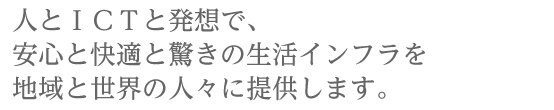 人とＩＣＴと発想で、
安心と快適と驚きの生活インフラを
地域と世界の人々に提供します。